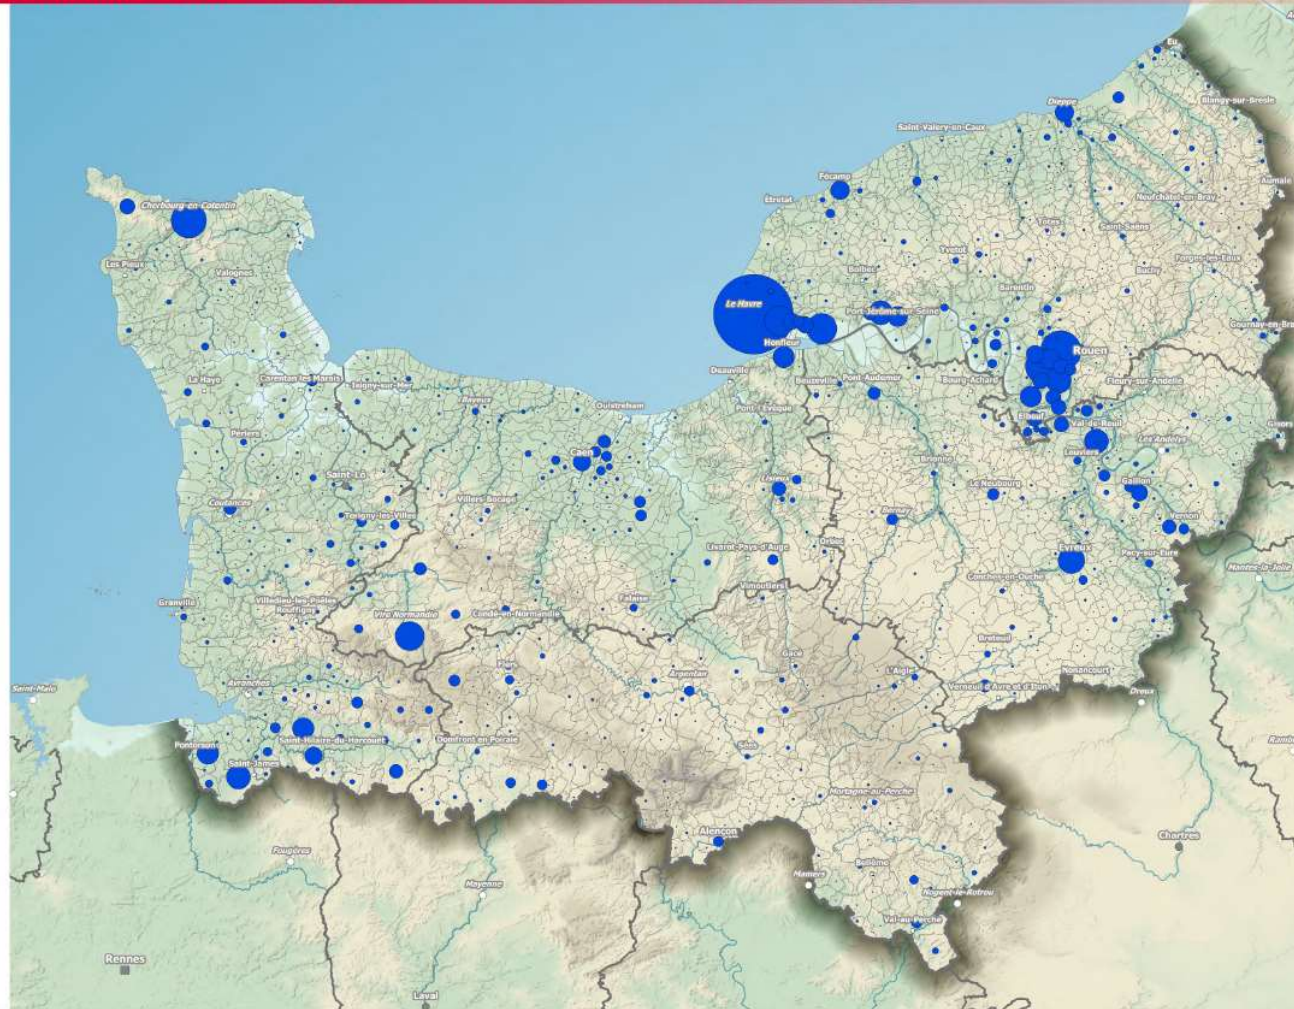 Eu
Blangy-sur-Bresle
Dieppe
Saint-Valery-en-Caux
Fécamp
Aumale
Étretat
Neufchâtel-en-Bray
Cherbourg-en-Cotentin
Totes
Saint-Saëns
Yvetot
Forges-les-Eaux
Les Pieux
Valognes
Bolbec
Buchy
Barentin
Le Havre
Port-Jérôme-sur-Seine
Gournay-en-Br
Honfleur
Rouen
La Haye
Carentan les Marais
Isigny-sur-Mer
Deauville
Beuzeville
Pont-Audemer
Bourg-Achard
Fleury-sur-Andelle
Bayeux
Ouistreham
Pont-l'Évêque
Elbeuf
Val-de-Reuil
Gisors
Périers
Caen
Les Andelys
Louviers
Brionne
Saint-Lô
Lisieux
Le Neubourg
Gaillon
Coutances
Villers-Bocage
Torigny-les-Villes
Bernay
Vernon
Livarot-Pays-d'Auge
Orbec
Evreux
Pacy-sur-Eure
Mantes-la-Jolie
Conches-en-Ouche
Vimoutiers
Granville
Villedieu-les-Poêles
Rouffigny
Vire Normandie
Condé-en-Normandie
Falaise
Breteuil
Flers
Gacé
L'Aigle
Nonancourt
Argentan
Verneuil d'Avre et d'Iton
Saint-Malo
Avranches
Dreux
Pontorson
Saint-Hilaire-du-Harcouët
Domfront en Poiraie
Sées
Ramb
Saint-James
Mortagne-au-Perche
Alençon
Chartres
Fougères
Bellême
Mamers
Mayenne
Nogent-le-Rotrou
Val-au-Perche
Rennes
Laval